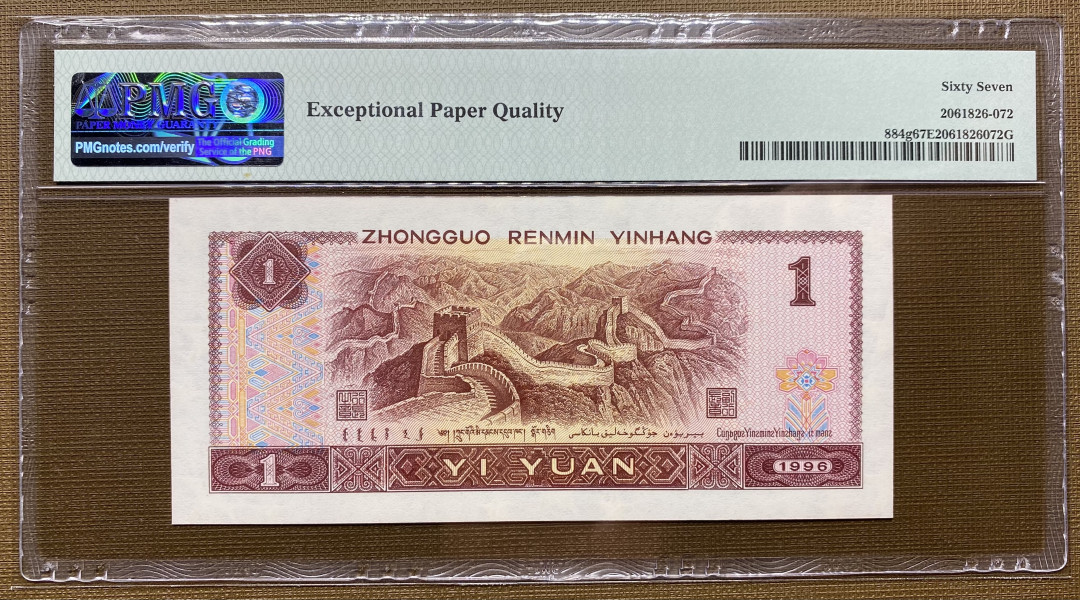 PMG
PAPER MONEY GUARANTY
PMGnotes.com/verify
The Official Grading
Service of the PNG
Exceptional Paper Quality
Sixty Seven
2061826-072
884g67E2061826072G
ZHONGGUO RENMIN YINHANG
1
1
1
YI YUAN
1996